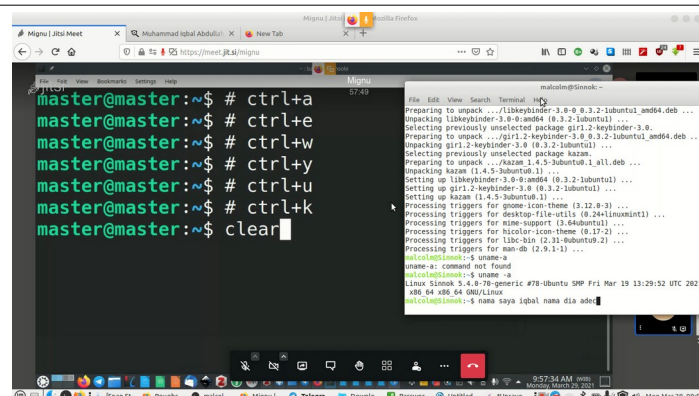 Mignu | Jitsi Mozilla Firefox
Mignu | Jitsi Meet
Muhammad Iqbal Abdullah
New Tab
https://meet.jit.si/mignu
File Edit View Bookmarks Settings Help
Mignu
57:49
master@master:~$ # ctrl+a
master@master:~$ # ctrl+e
master@master:~$ # ctrl+w
master@master:~$ # ctrl+y
master@master:~$ # ctrl+u
master@master:~$ # ctrl+k
master@master:~$ clear
malcolm@Sinnok: ~
File Edit View Search Terminal Help
Preparing to unpack .../libkeybinder-3.0-0_0.3.2-1ubuntu1_amd64.deb ...
Unpacking libkeybinder-3.0-0:amd64 (0.3.2-1ubuntu1) ...
Selecting previously unselected package gir1.2-keybinder-3.0.
Preparing to unpack .../gir1.2-keybinder-3.0_0.3.2-1ubuntu1_amd64.deb ..
Unpacking gir1.2-keybinder-3.0 (0.3.2-1ubuntu1) ...
Selecting previously unselected package kazam.
Preparing to unpack .../kazam_1.4.5-3ubuntu0.1_all.deb ...
Unpacking kazam (1.4.5-3ubuntu0.1) ...
Setting up libkeybinder-3.0-0:amd64 (0.3.2-1ubuntu1) ...
Setting up gir1.2-keybinder-3.0 (0.3.2-1ubuntu1) ...
Setting up kazam (1.4.5-3ubuntu0.1) ...
Processing triggers for gnome-icon-theme (3.12.0-3) ...
Processing triggers for desktop-file-utils (0.24+linuxmint1) ...
Processing triggers for mime-support (3.64ubuntu1) ...
Processing triggers for hicolor-icon-theme (0.17-2) ...
Processing triggers for libc-bin (2.31-0ubuntu9.2) ...
Processing triggers for man-db (2.9.1-1) ...
malcolm@Sinnok:~$ uname-a
uname-a: command not found
malcolm@Sinnok:~$ uname -a
Linux Sinnok 5.4.0-70-generic #78-Ubuntu SMP Fri Mar 19 13:29:52 UTC 202
x86_64 x86_64 GNU/Linux
malcolm@Sinnok:~$ nama saya iqbal nama dia adec
9:57:34 AM (WIB)
Monday, March 29, 2021